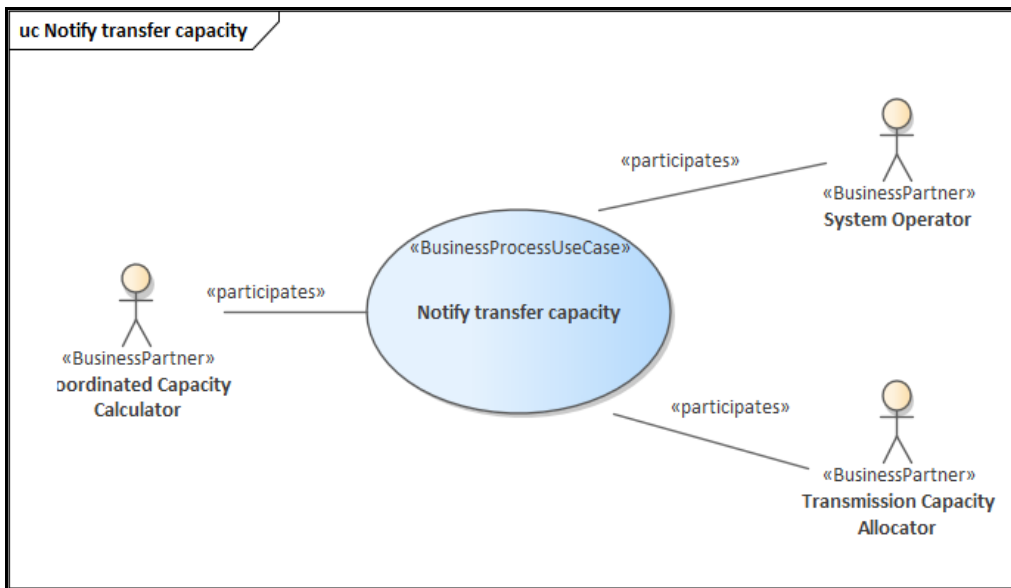 uc Notify transfer capacity
«participates»
«BusinessPartner»
System Operator
«BusinessProcessUseCase»
Notify transfer capacity
«participates»
«BusinessPartner»
oordinated Capacity
Calculator
«participates»
«BusinessPartner»
Transmission Capacity
Allocator